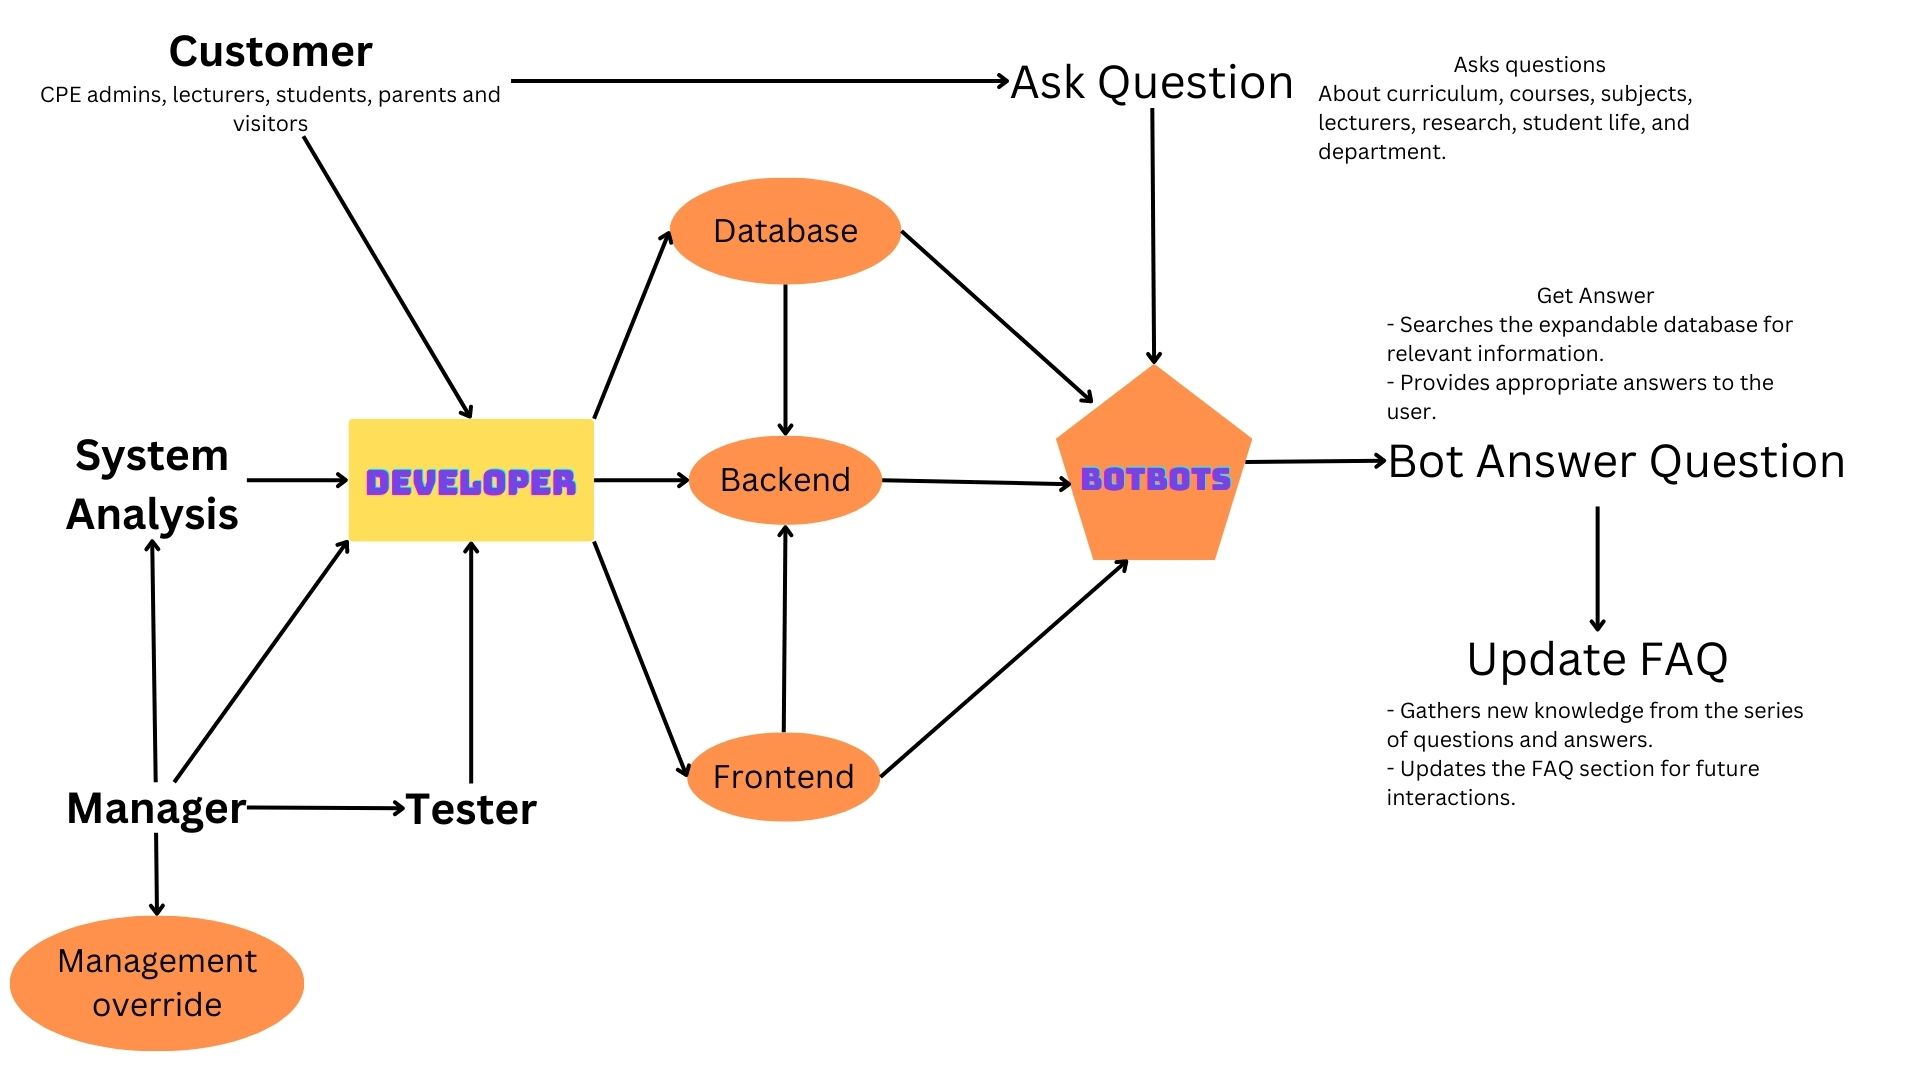 Customer
CPE admins, lecturers, students, parents and
visitors
Ask Question
Asks questions
About curriculum, courses, subjects,
lecturers, research, student life, and
department.
Database
Get Answer
- Searches the expandable database for
relevant information.
- Provides appropriate answers to the
user.
System
Analysis
DEVELOPER
Backend
BOTBOTS
Bot Answer Question
Update FAQ
- Gathers new knowledge from the series
of questions and answers.
- Updates the FAQ section for future
interactions.
Frontend
Manager
Tester
Management
override